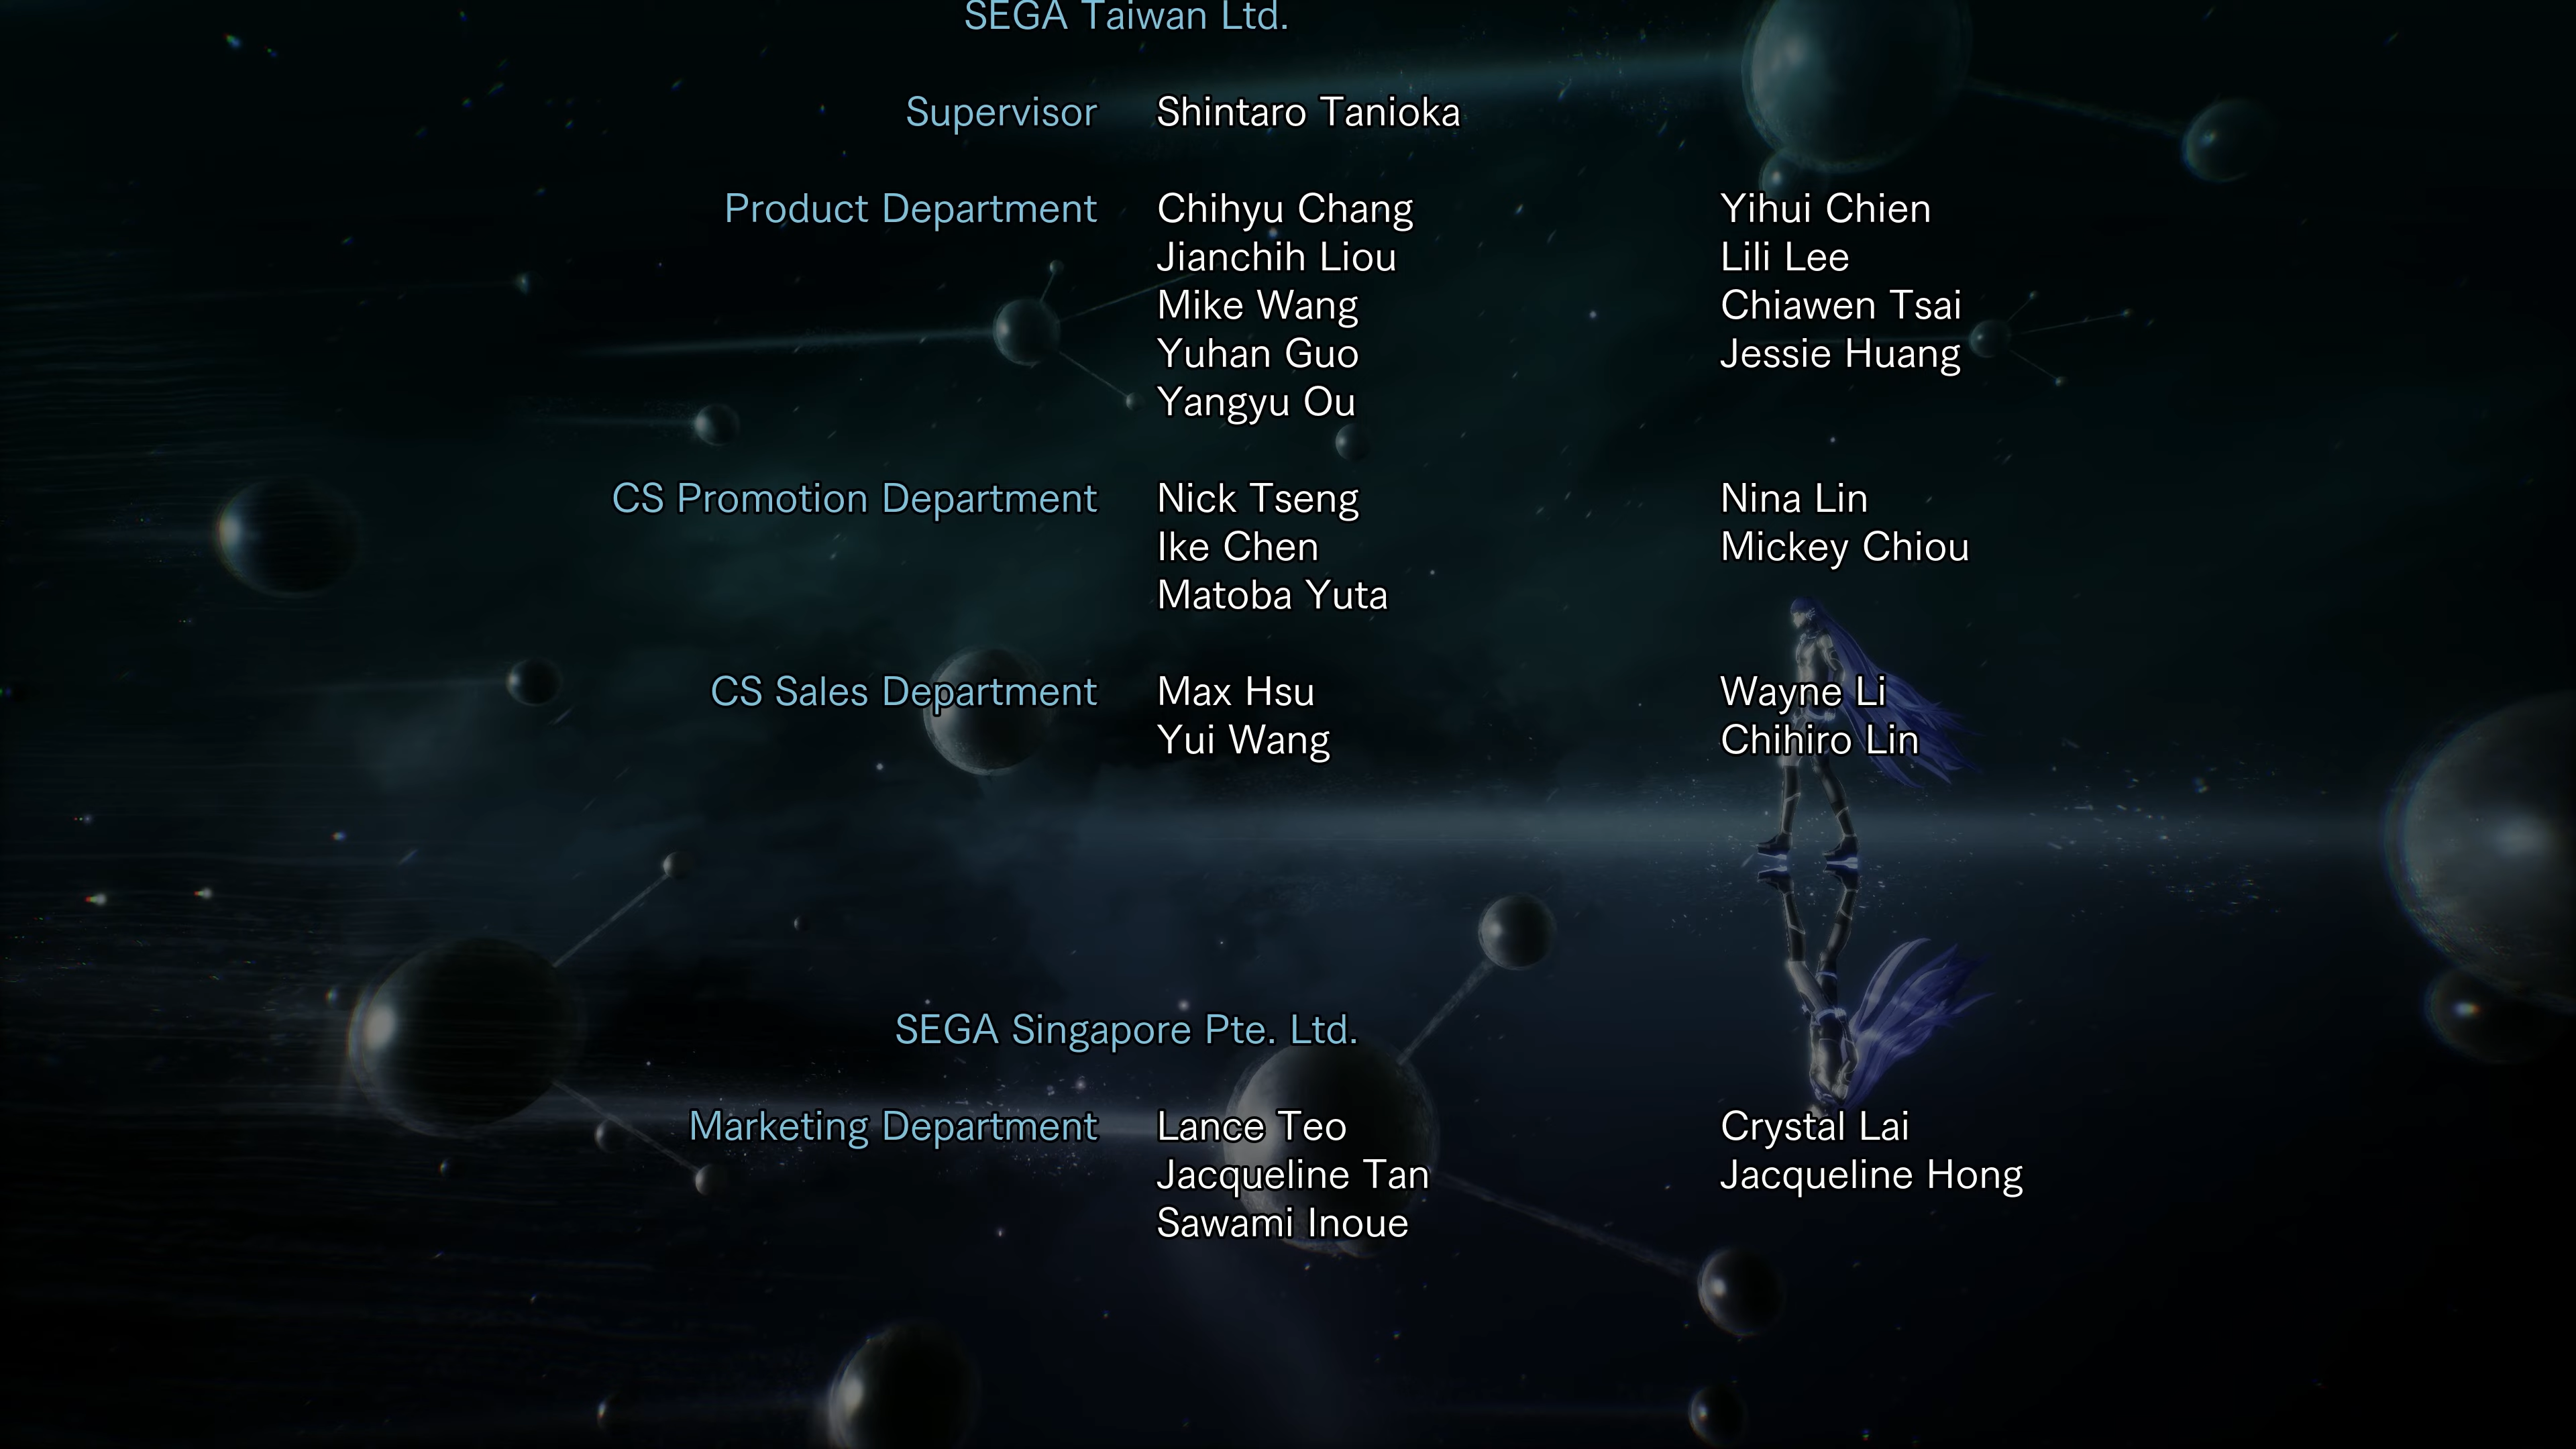 SEGA Taiwan Ltd.
Supervisor Shintaro Tanioka
Product Department Chihyu Chang Yihui Chien
Jianchih Liou Lili Lee
Mike Wang Chiawen Tsai
Yuhan Guo Jessie Huang
Yangyu Ou
CS Promotion Department Nick Tseng Nina Lin
Ike Chen Mickey Chiou
Matoba Yuta
CS Sales Department Max Hsu Wayne Li
Yui Wang Chihiro Lin
SEGA Singapore Pte. Ltd.
Marketing Department Lance Teo Crystal Lai
Jacqueline Tan Jacqueline Hong
Sawami Inoue